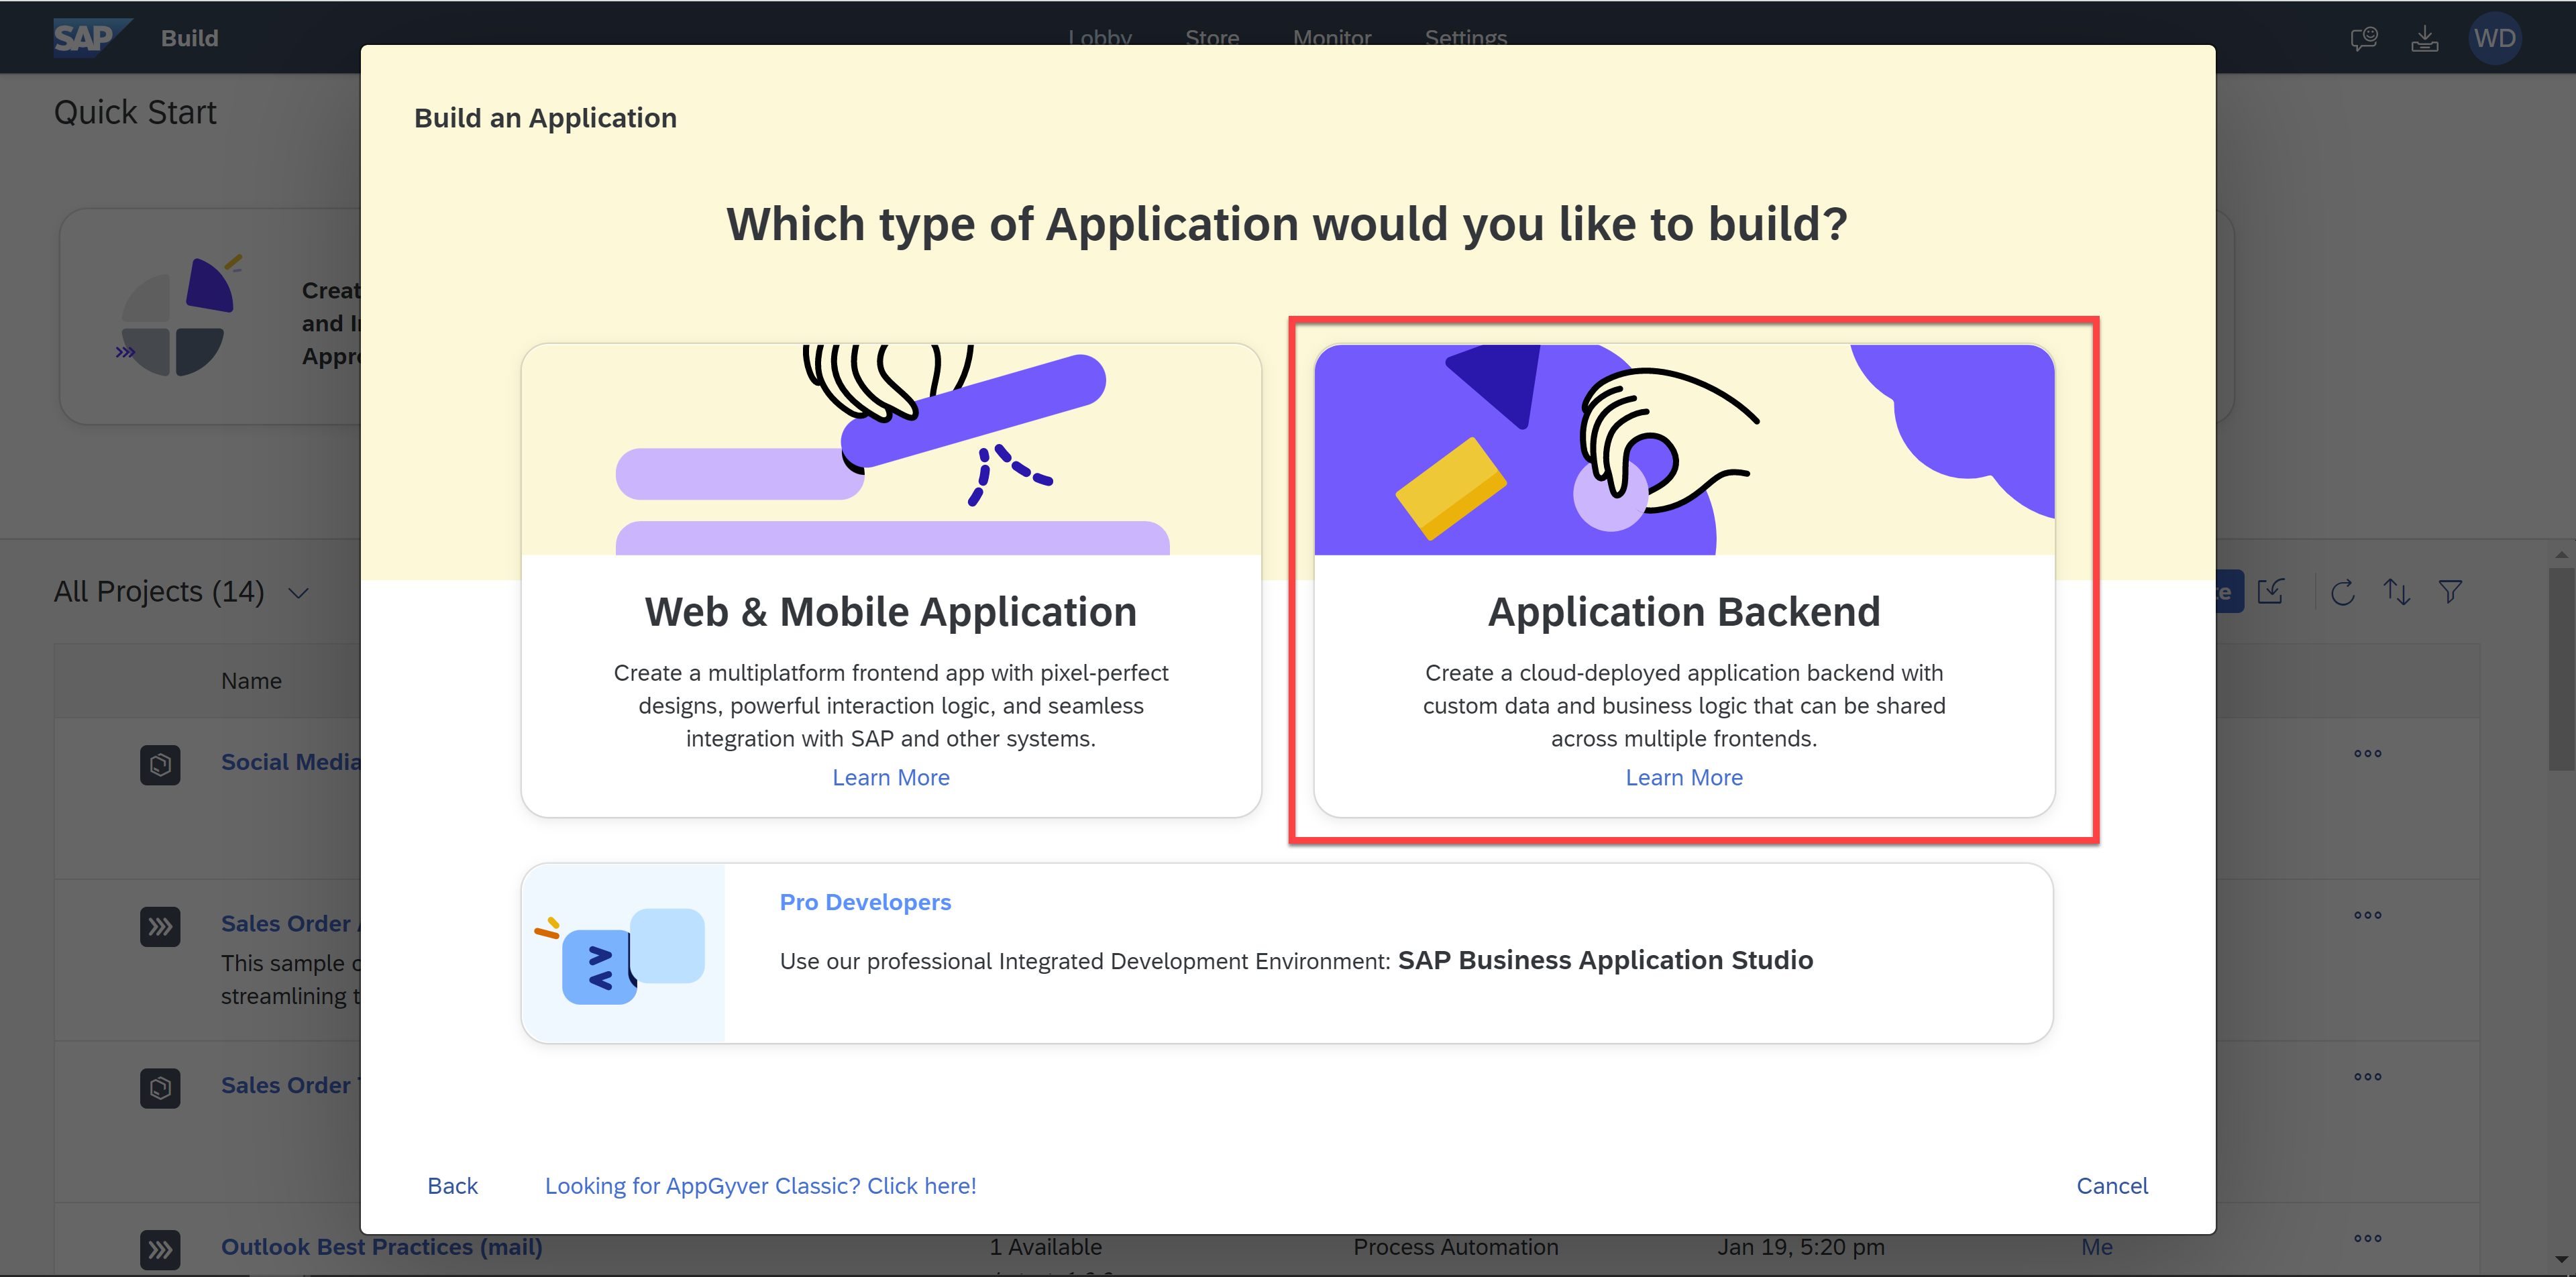 SAP Build Lobby Store Monitor Settings WD
Quick Start
Build an Application
Which type of Application would you like to build?
and
Web & Mobile Application
Create a multiplatform frontend app with pixel-perfect
designs, powerful interaction logic, and seamless
integration with SAP and other systems.
Learn More
Application Backend
Create a cloud-deployed application backend with
custom data and business logic that can be shared
across multiple frontends.
Learn More
Pro Developers
Use our professional Integrated Development Environment: SAP Business Application Studio
Back Looking for AppGyver Classic? Click here! Cancel
All Projects (14)
Name
Social Media
Sales Order
This sample
streamlining
Sales Order
Outlook Best Practices (mail) 1 Available Process Automation Jan 19, 5:20 pm Me